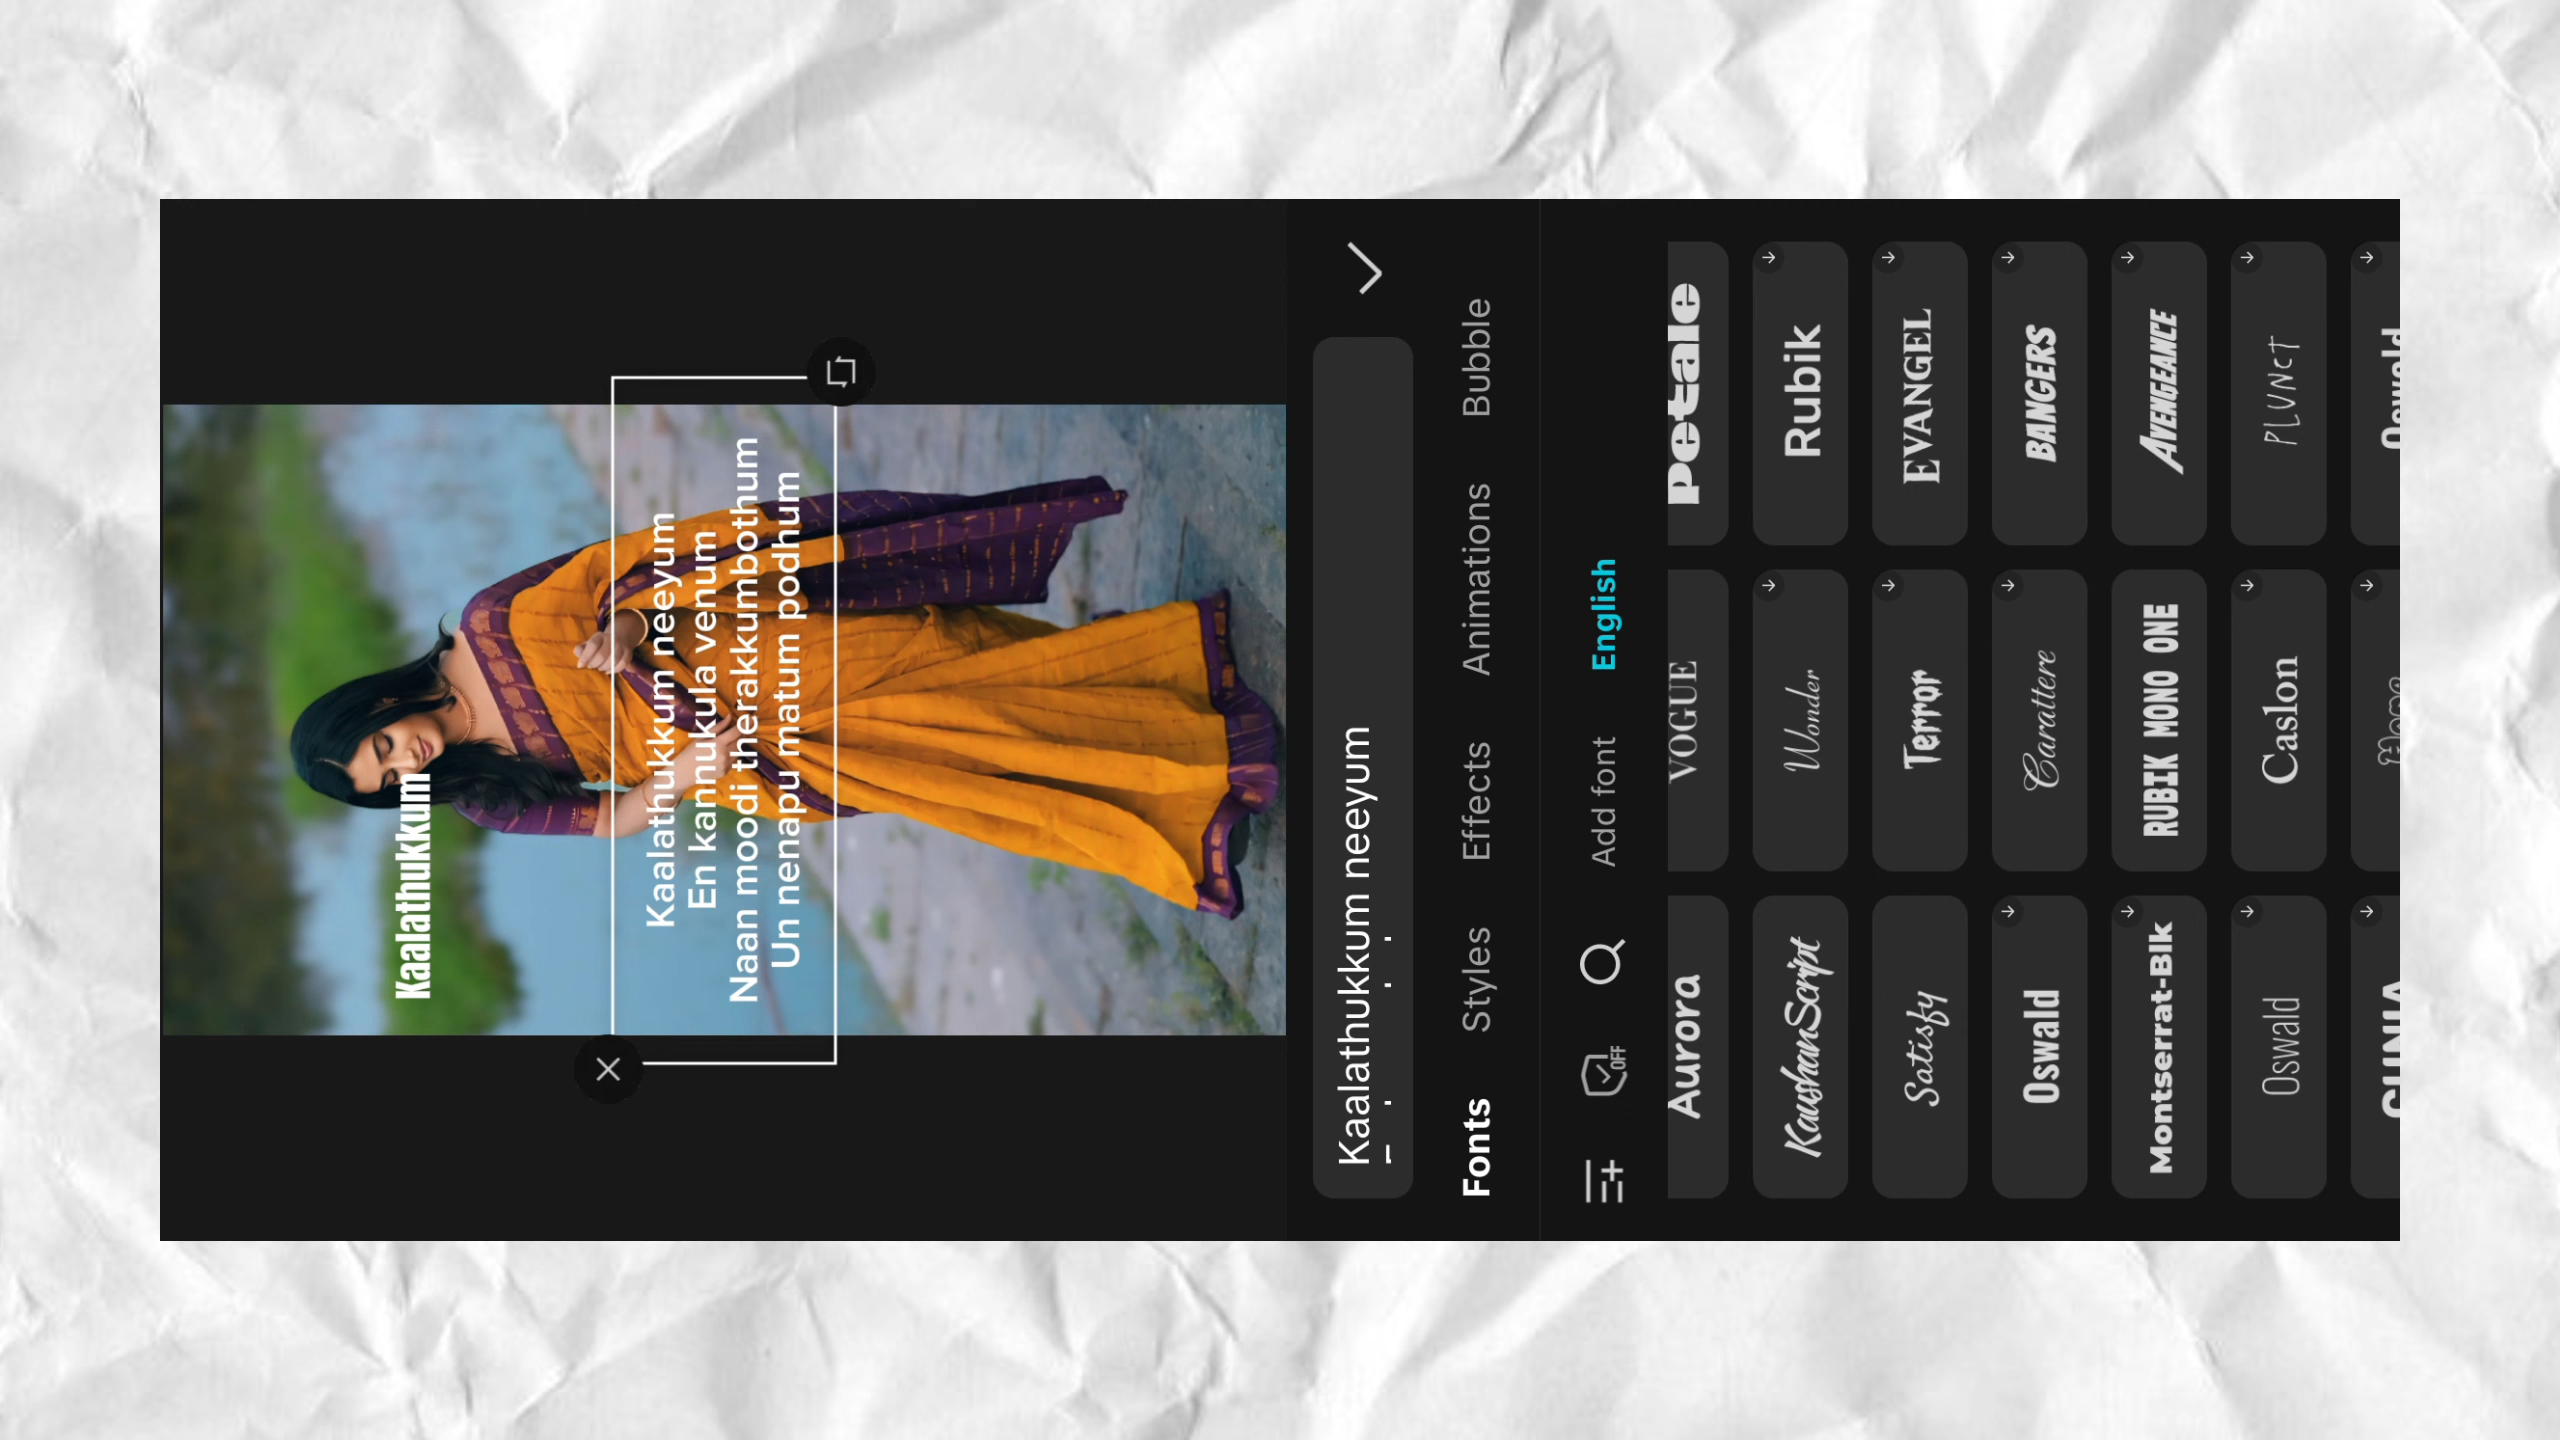 Kaalathukkum
Kaalathukkum neeyum
En kannukula venum
Naan moodi therakkumbothum
Un nenapu matum podhum
Kaalathukkum neeyum
Fonts Styles Effects Animations Bubble
OFF Add font English
Aurora VOGUE Petale
KaushanScript Wonder Rubik
Satisfy Terror EVANGEL
Oswald Carattere BANGERS
Montserrat-Blk RUBIK MONO ONE AVENGEANCE
Oswald Caslon PLVNCT